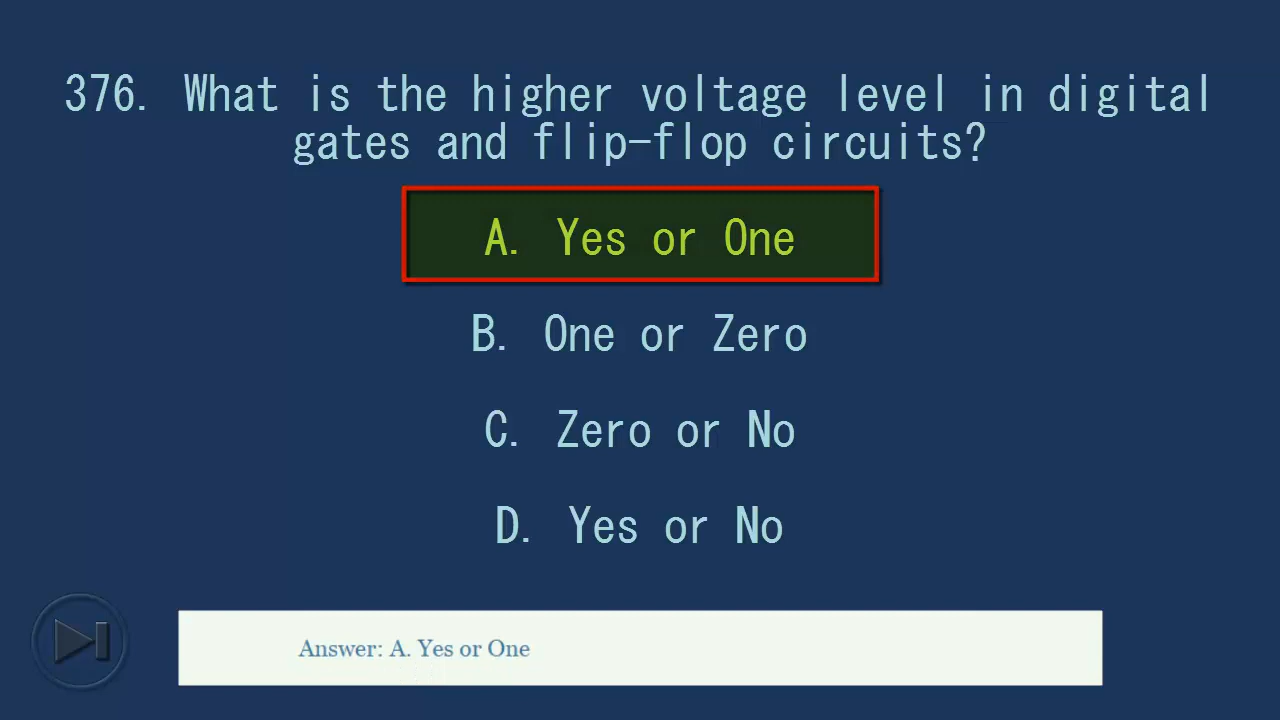 376. What is the higher voltage level in digital
gates and flip-flop circuits?
A. Yes or One
B. One or Zero
C. Zero or No
D. Yes or No
Answer: A. Yes or One